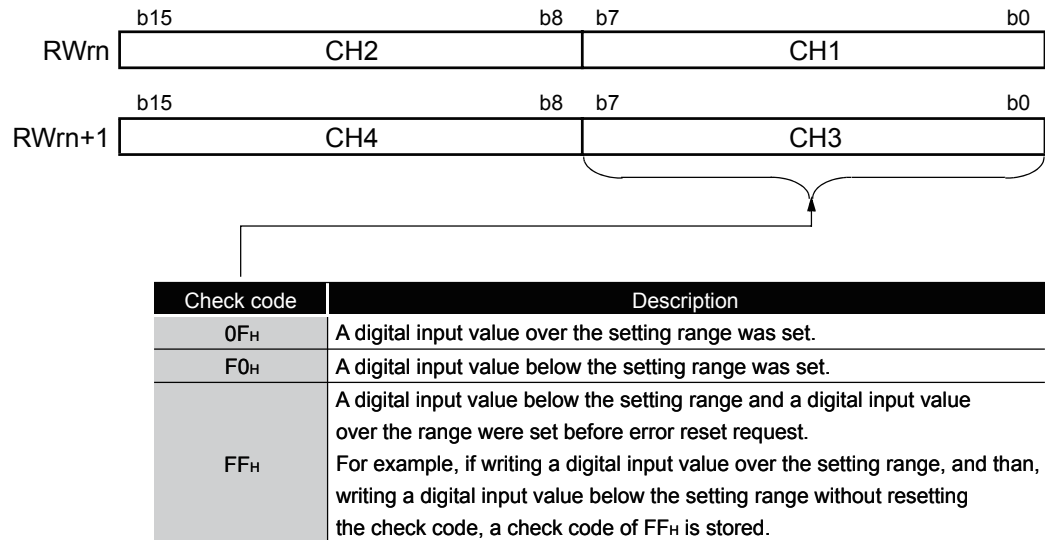 b15 b8 b7 b0
RWrn CH2 CH1
b15 b8 b7 b0
RWrn+1 CH4 CH3
Check code Description
0FH A digital input value over the setting range was set.
F0H A digital input value below the setting range was set.
A digital input value below the setting range and a digital input value
over the range were set before error reset request.
FFH For example, if writing a digital input value over the setting range, and than,
writing a digital input value below the setting range without resetting
the check code, a check code of FFH is stored.